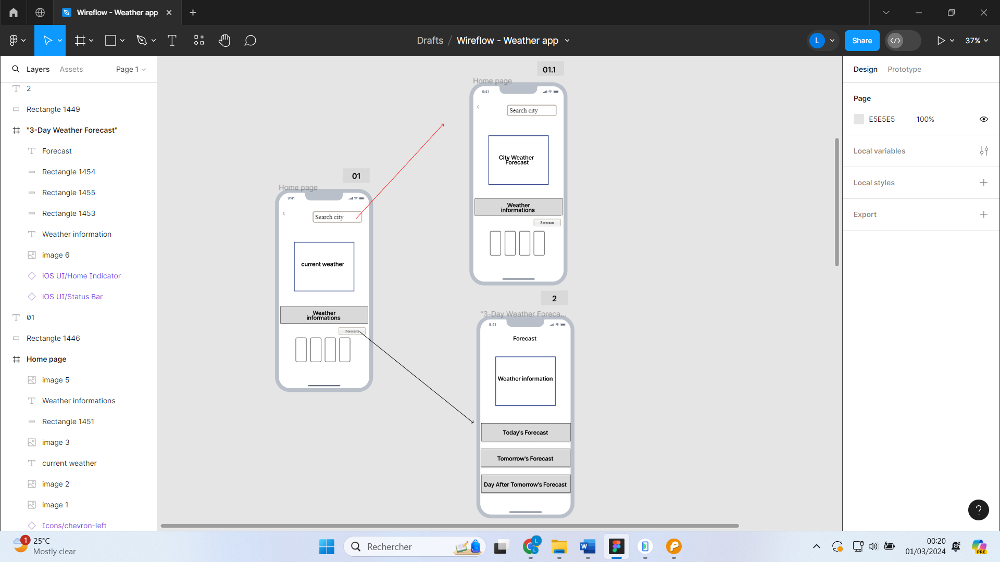 Wireflow - Weather app
Drafts / Wireflow - Weather app
L
Share
37%
Layers
Assets
Page 1
2
Rectangle 1449
"3-Day Weather Forecast"
Forecast
Rectangle 1454
Rectangle 1455
Rectangle 1453
Weather information
image 6
iOS UI/Home Indicator
iOS UI/Status Bar
01
Rectangle 1446
Home page
image 5
Weather informations
Rectangle 1451
image 3
current weather
image 2
image 1
Icons/chevron-left
01
Home page
9:41
Search city
current weather
Weather
informations
Forecasts
01.1
Home page
9:41
Search city
City Weather
Forecast
Weather
informations
Forecasts
2
"3-Day Weather Foreca...
9:41
Forecast
Weather information
Today's Forecast
Tomorrow's Forecast
Day After Tomorrow's Forecast
Design
Prototype
Page
E5E5E5
100%
Local variables
Local styles
Export
?
1
25°C
Mostly clear
Rechercher
L
L
W
P
00:20
01/03/2024
PRE